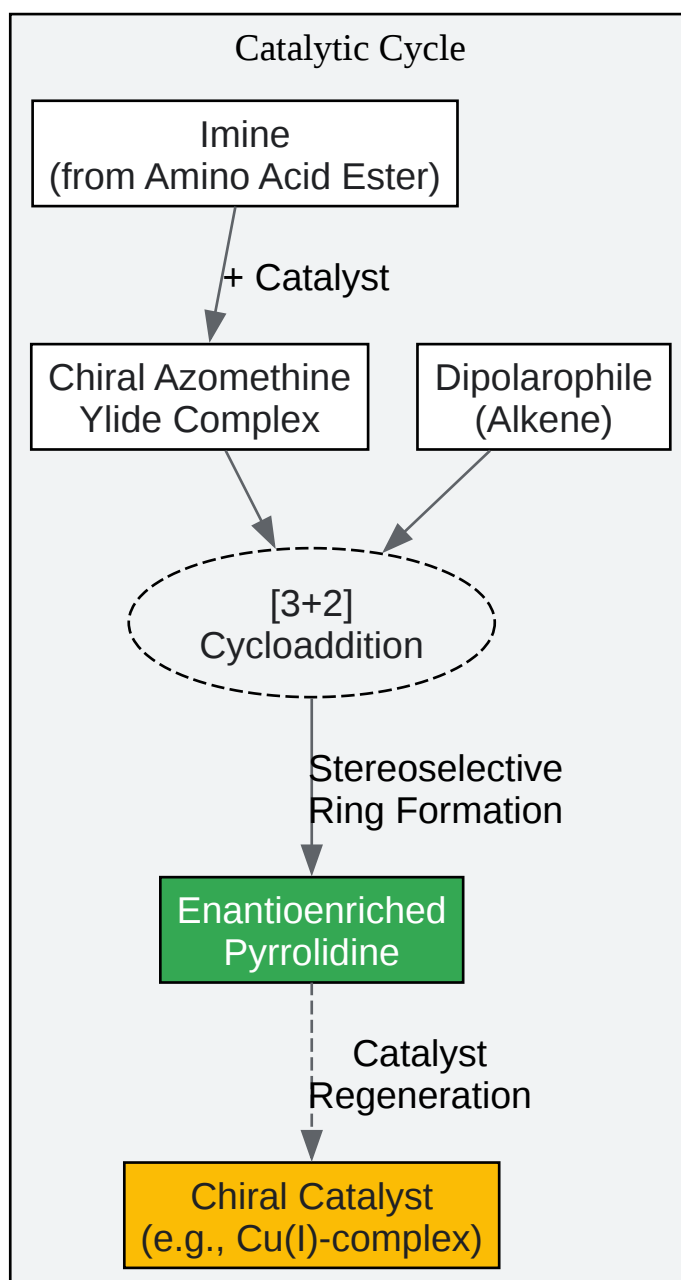 Catalytic Cycle
Imine
(from Amino Acid Ester)
+ Catalyst
Chiral Azomethine
Ylide Complex
Dipolarophile
(Alkene)
[3+2]
Cycloaddition
Stereoselective
Ring Formation
Enantioenriched
Pyrrolidine
Catalyst
Regeneration
Chiral Catalyst
(e.g., Cu(I)-complex)